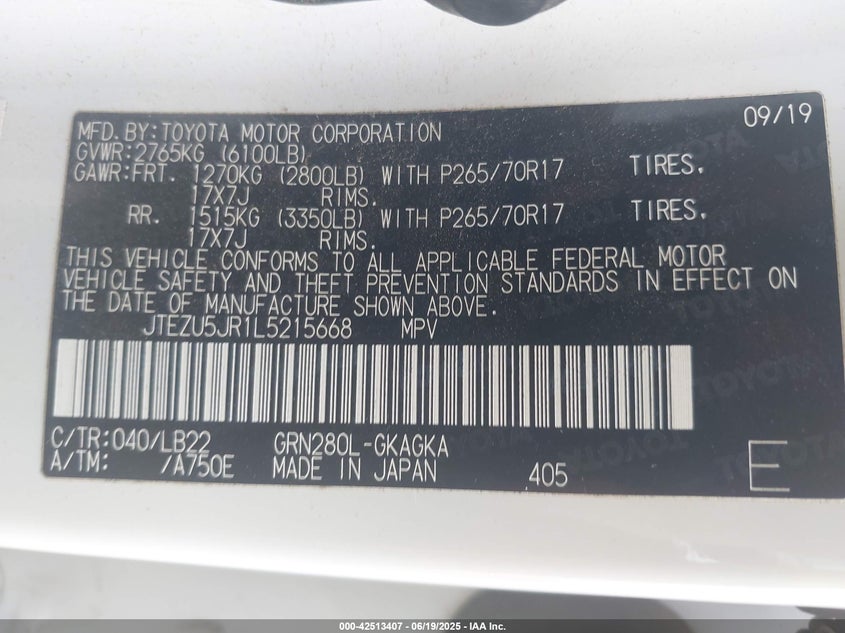 09/19
MFD.BY:TOYOTA MOTOR CORPORATION
GVWR:2765KG (6100LB)
GAWR:FRT. 1270KG (2800LB) WITH P265/70R17 TIRES.
17X7J RIMS.
RR. 1515KG (3350LB) WITH P265/70R17 TIRES.
17X7J RIMS.
THIS VEHICLE CONFORMS TO ALL APPLICABLE FEDERAL MOTOR
VEHICLE SAFETY AND THEFT PREVENTION STANDARDS IN EFFECT ON
THE DATE OF MANUFACTURE SHOWN ABOVE.
JTEZU5JR1L5215668 MPV
C/TR:040/LB22 GRN280L-GKAGKA
A/TM: /A750E MADE IN JAPAN 405 E
000-42513407 / 06/19/2025 / IAA Inc.